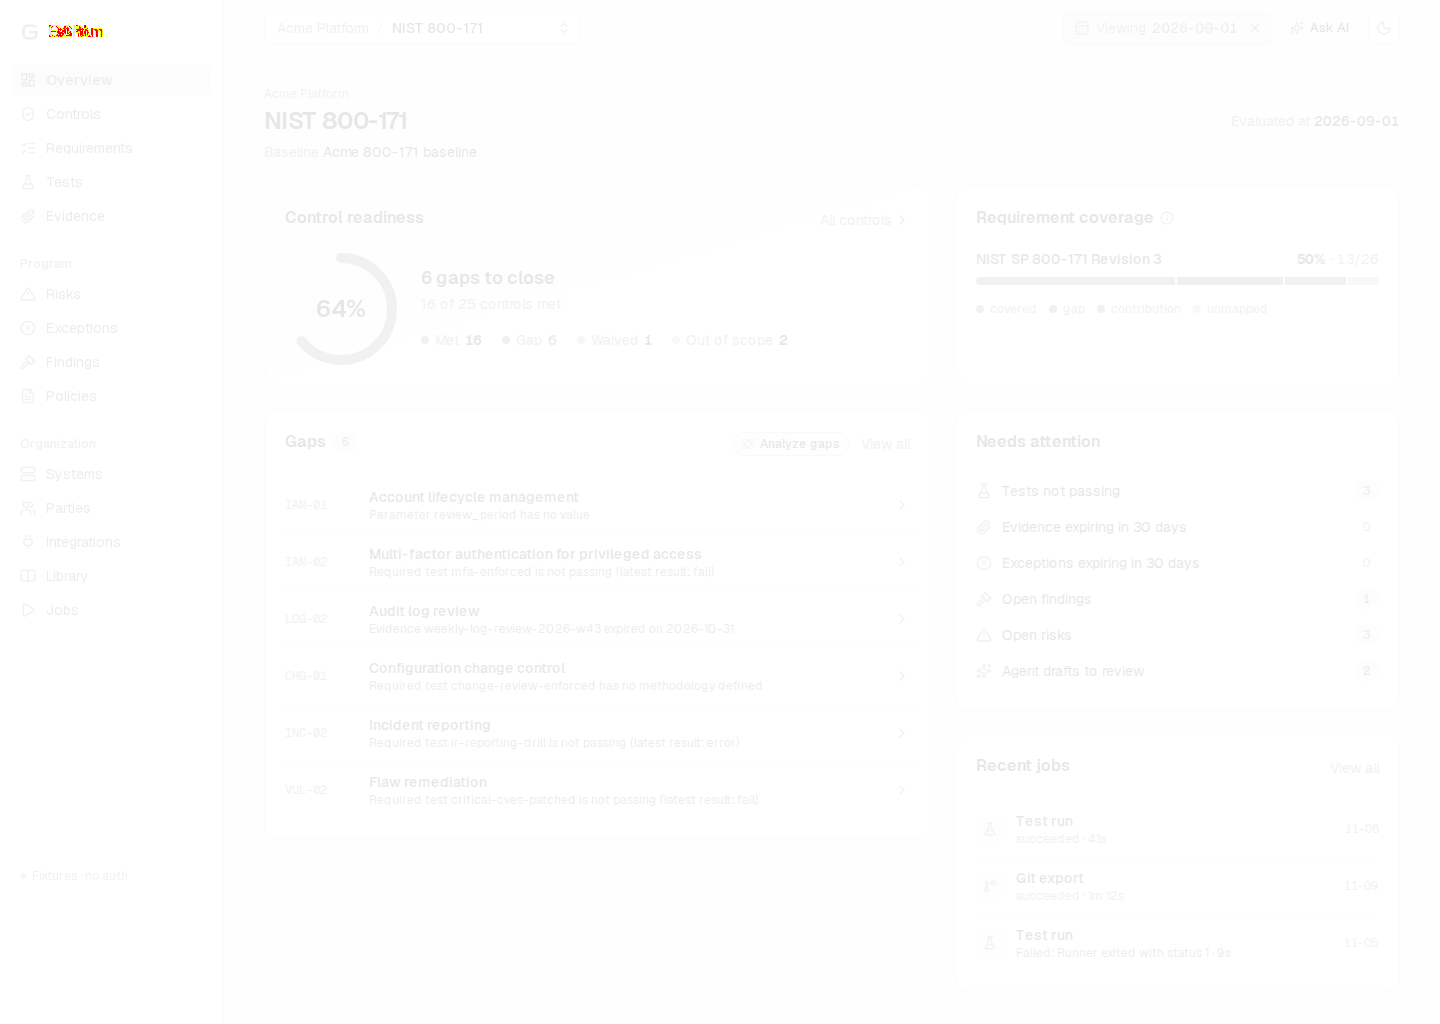 G
Overview
Controls
Requirements
Tests
Evidence
Program
Risks
Exceptions
Findings
Policies
Organization
Systems
Parties
Integrations
Library
Jobs
Fixtures · no auth
Acme Platform / NIST 800-171
Viewing 2026-09-01
Ask AI
Acme Platform
NIST 800-171
Baseline Acme 800-171 baseline
Evaluated at 2026-09-01
Control readiness
All controls
64%
6 gaps to close
16 of 25 controls met
Met 16 Gap 6 Waived 1 Out of scope 2
Requirement coverage
NIST SP 800-171 Revision 3 50% · 13/26
covered gap contribution unmapped
Gaps 6
Analyze gaps View all
IAM-01 Account lifecycle management
Parameter review_period has no value
IAM-02 Multi-factor authentication for privileged access
Required test mfa-enforced is not passing (latest result: fail)
LOG-02 Audit log review
Evidence weekly-log-review-2026-w43 expired on 2026-10-31
CHG-01 Configuration change control
Required test change-review-enforced has no methodology defined
INC-02 Incident reporting
Required test ir-reporting-drill is not passing (latest result: error)
VUL-02 Flaw remediation
Required test critical-cves-patched is not passing (latest result: fail)
Needs attention
Tests not passing 3
Evidence expiring in 30 days 0
Exceptions expiring in 30 days 0
Open findings 1
Open risks 3
Agent drafts to review 2
Recent jobs View all
Test run
succeeded · 41s 11-08
Git export
succeeded · 1m 12s 11-09
Test run
Failed: Runner exited with status 1 · 9s 11-06